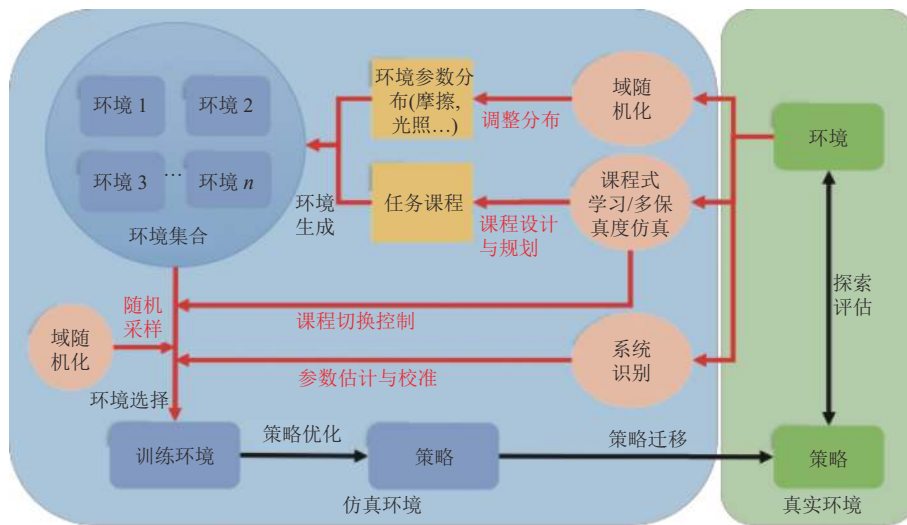 环境 1
环境 2
环境 3
…
环境 n
环境集合
环境参数分
布(摩擦,
光照…)
调整分布
域随
机化
环境
环境
生成
任务课程
课程设计
与规划
课程式
学习/多保
真度仿真
随机
采样
课程切换控制
探索
评估
域随
机化
参数估计与校准
系统
识别
环境选择
训练环境
策略优化
策略
策略迁移
策略
仿真环境
真实环境